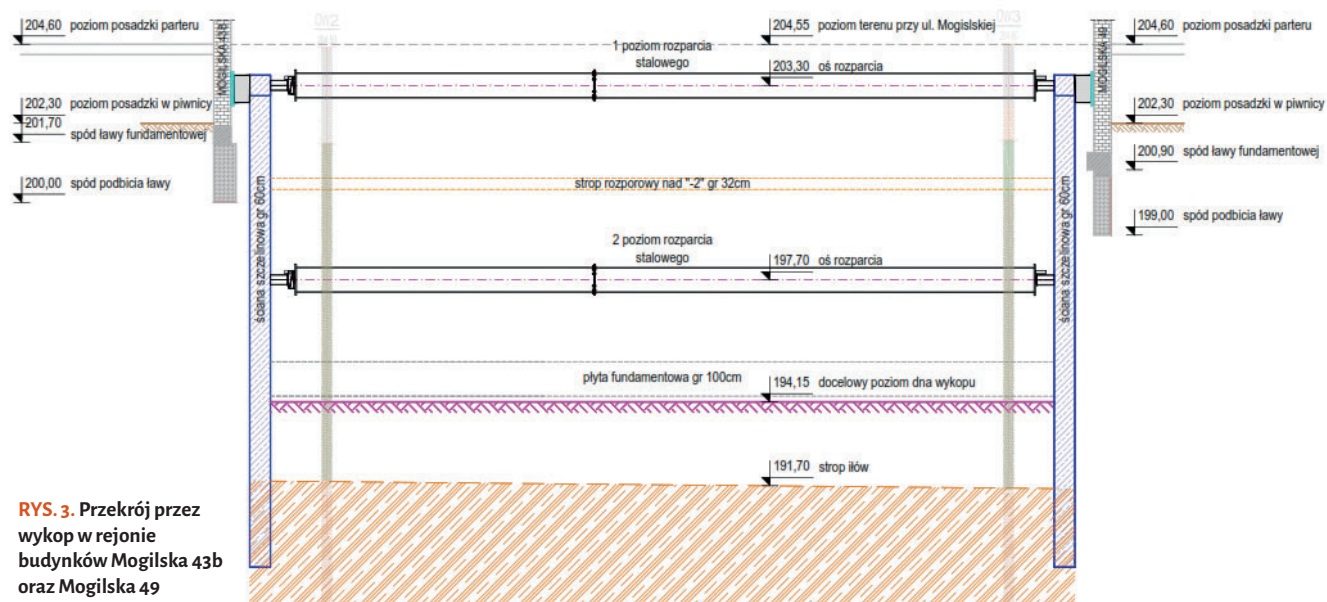 204,60 poziom posadzki parteru
MOGILSKA 43B
OW2
204,55 poziom terenu przy ul. Mogislskiej
OW3
204,60 poziom posadzki parteru
MOGILSKA 49
1 poziom rozparcia
stalowego
203,30 oś rozparcia
202,30 poziom posadzki w piwnicy
201,70
spód ławy fundamentowej
202,30 poziom posadzki w piwnicy
200,90 spód ławy fundamentowej
200,00 spód podbicia ławy
strop rozporowy nad "-2" gr 32cm
199,00 spód podbicia ławy
ściana szczelinowa gr 60cm
ściana szczelinowa gr 60cm
2 poziom rozparcia
stalowego
197,70 oś rozparcia
płyta fundamentowa gr 100cm
194,15 docelowy poziom dna wykopu
191,70 strop iłów
RYS. 3. Przekrój przez
wykop w rejonie
budynków Mogilska 43b
oraz Mogilska 49